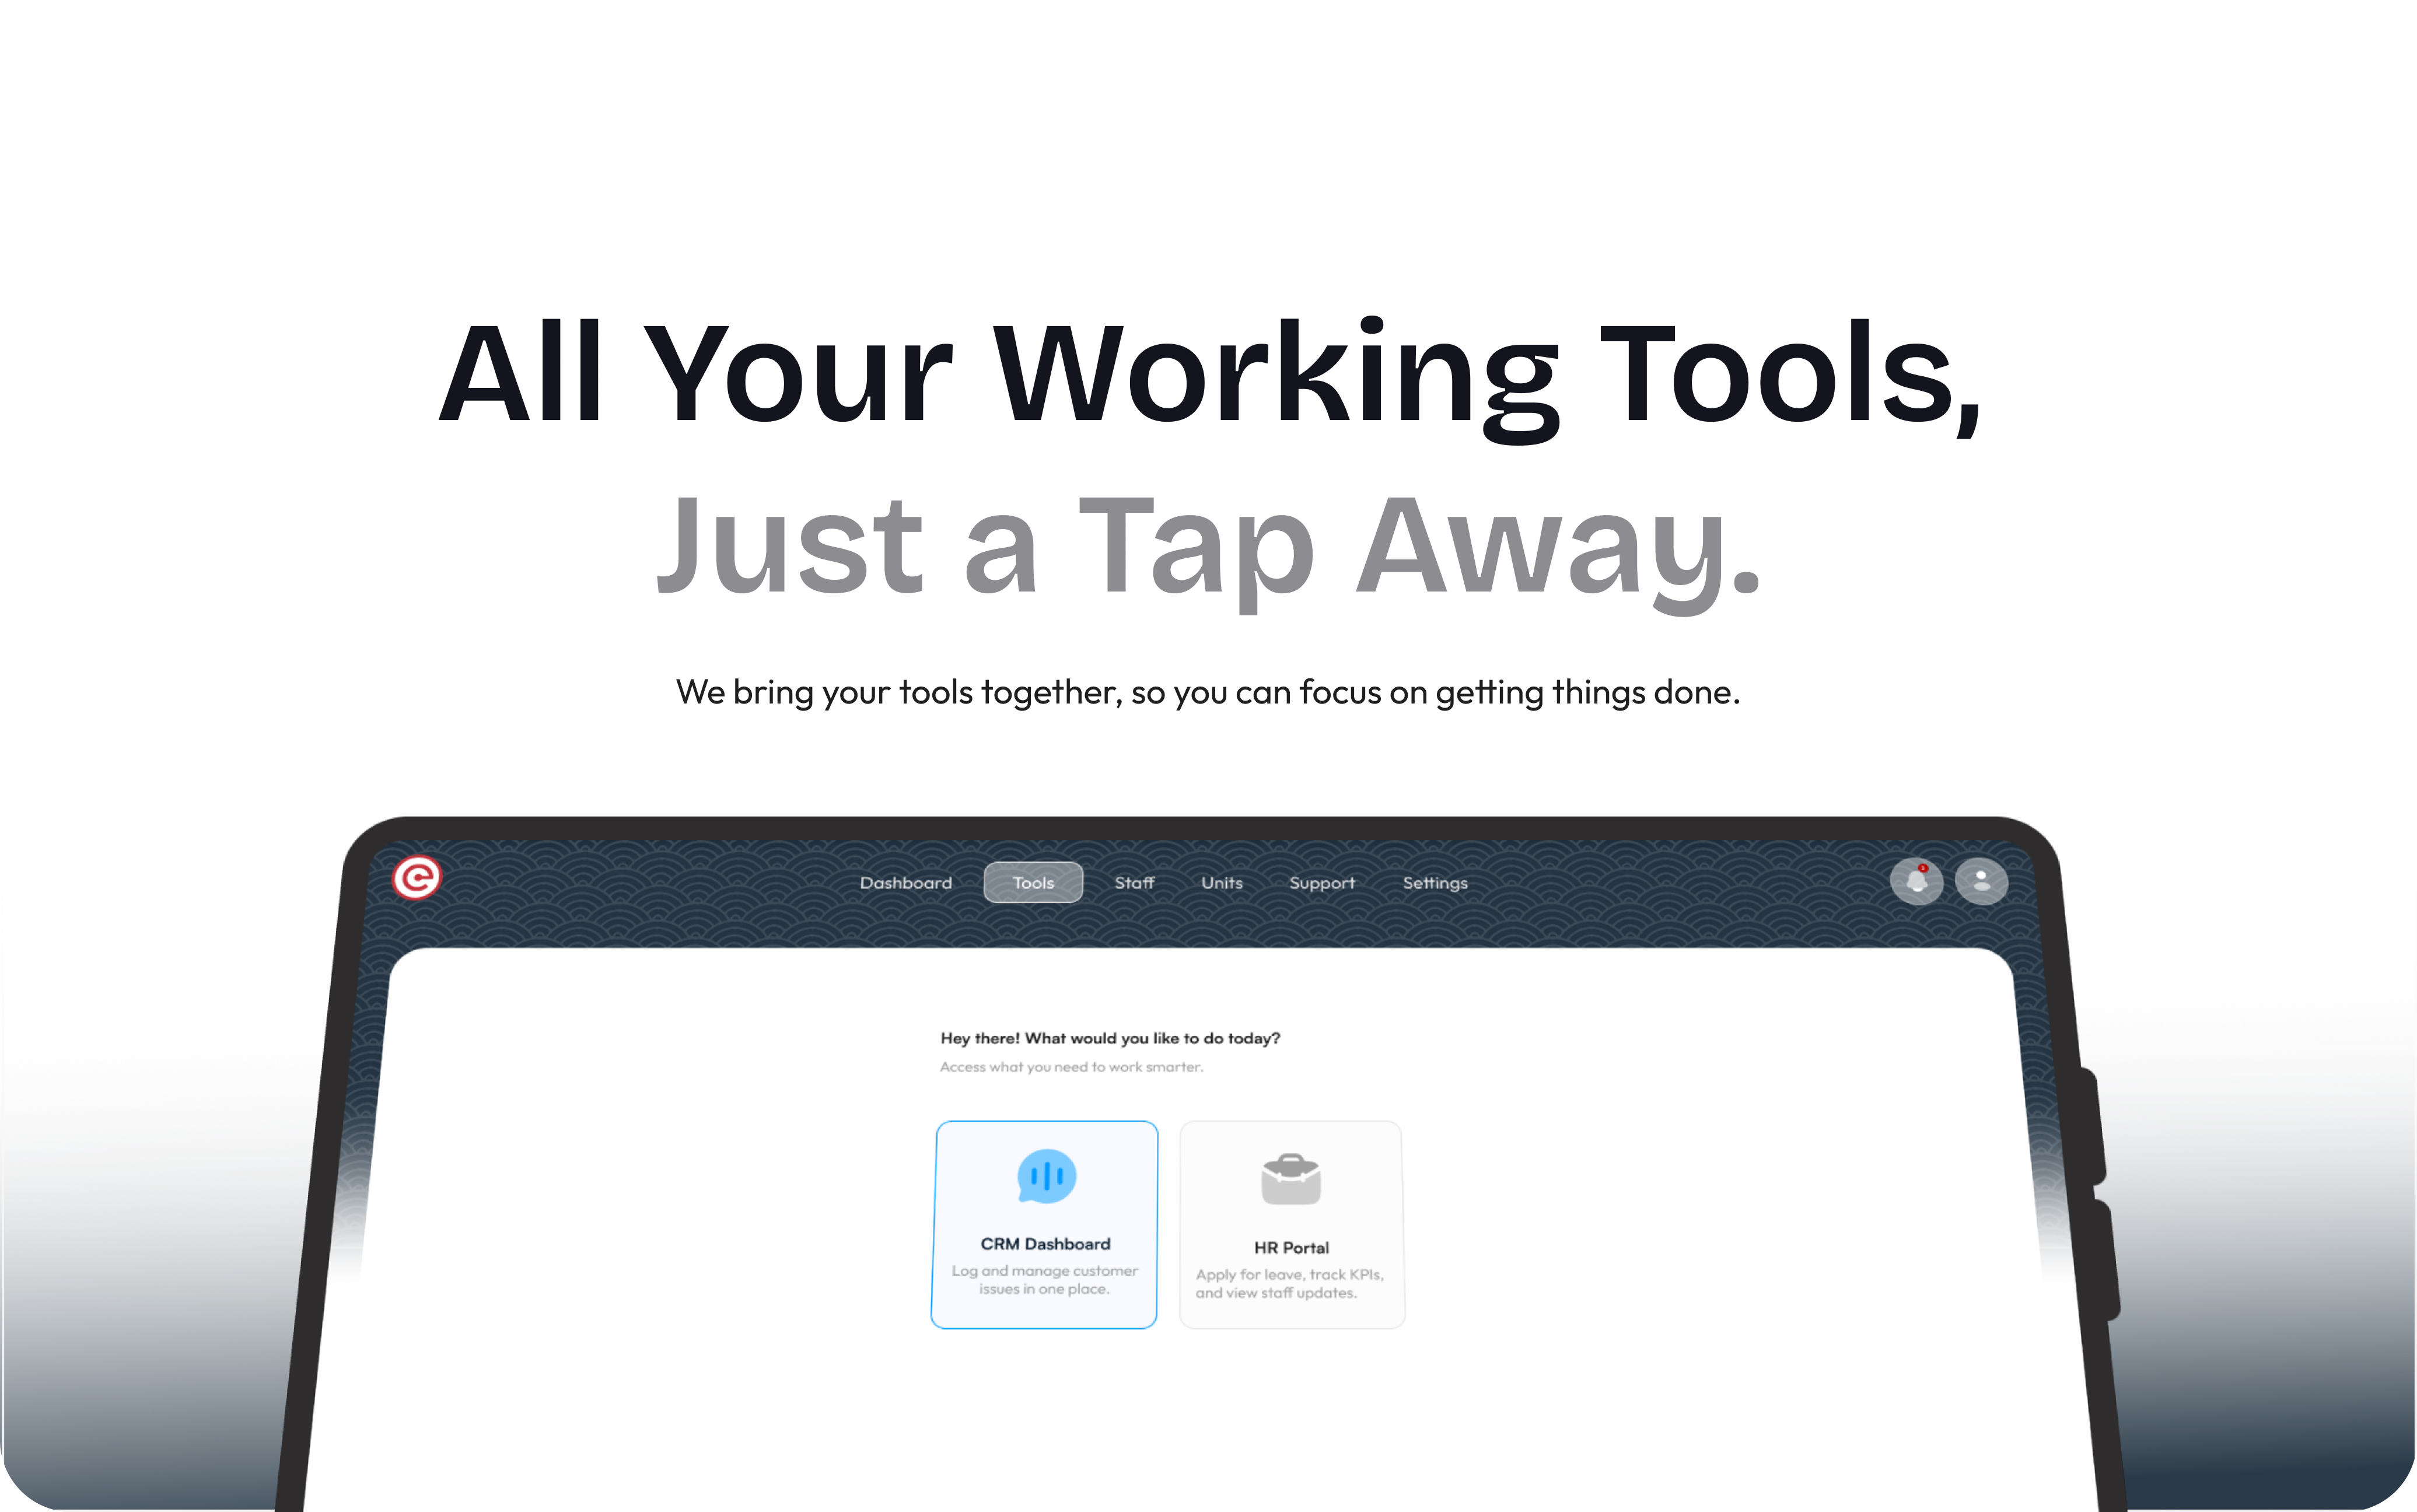 All Your Working Tools,
Just a Tap Away.
We bring your tools together, so you can focus on getting things done.
Dashboard Tools Staff Units Support Settings
Hey there! What would you like to do today?
Access what you need to work smarter.
CRM Dashboard
Log and manage customer
issues in one place.
HR Portal
Apply for leave, track KPIs,
and view staff updates.